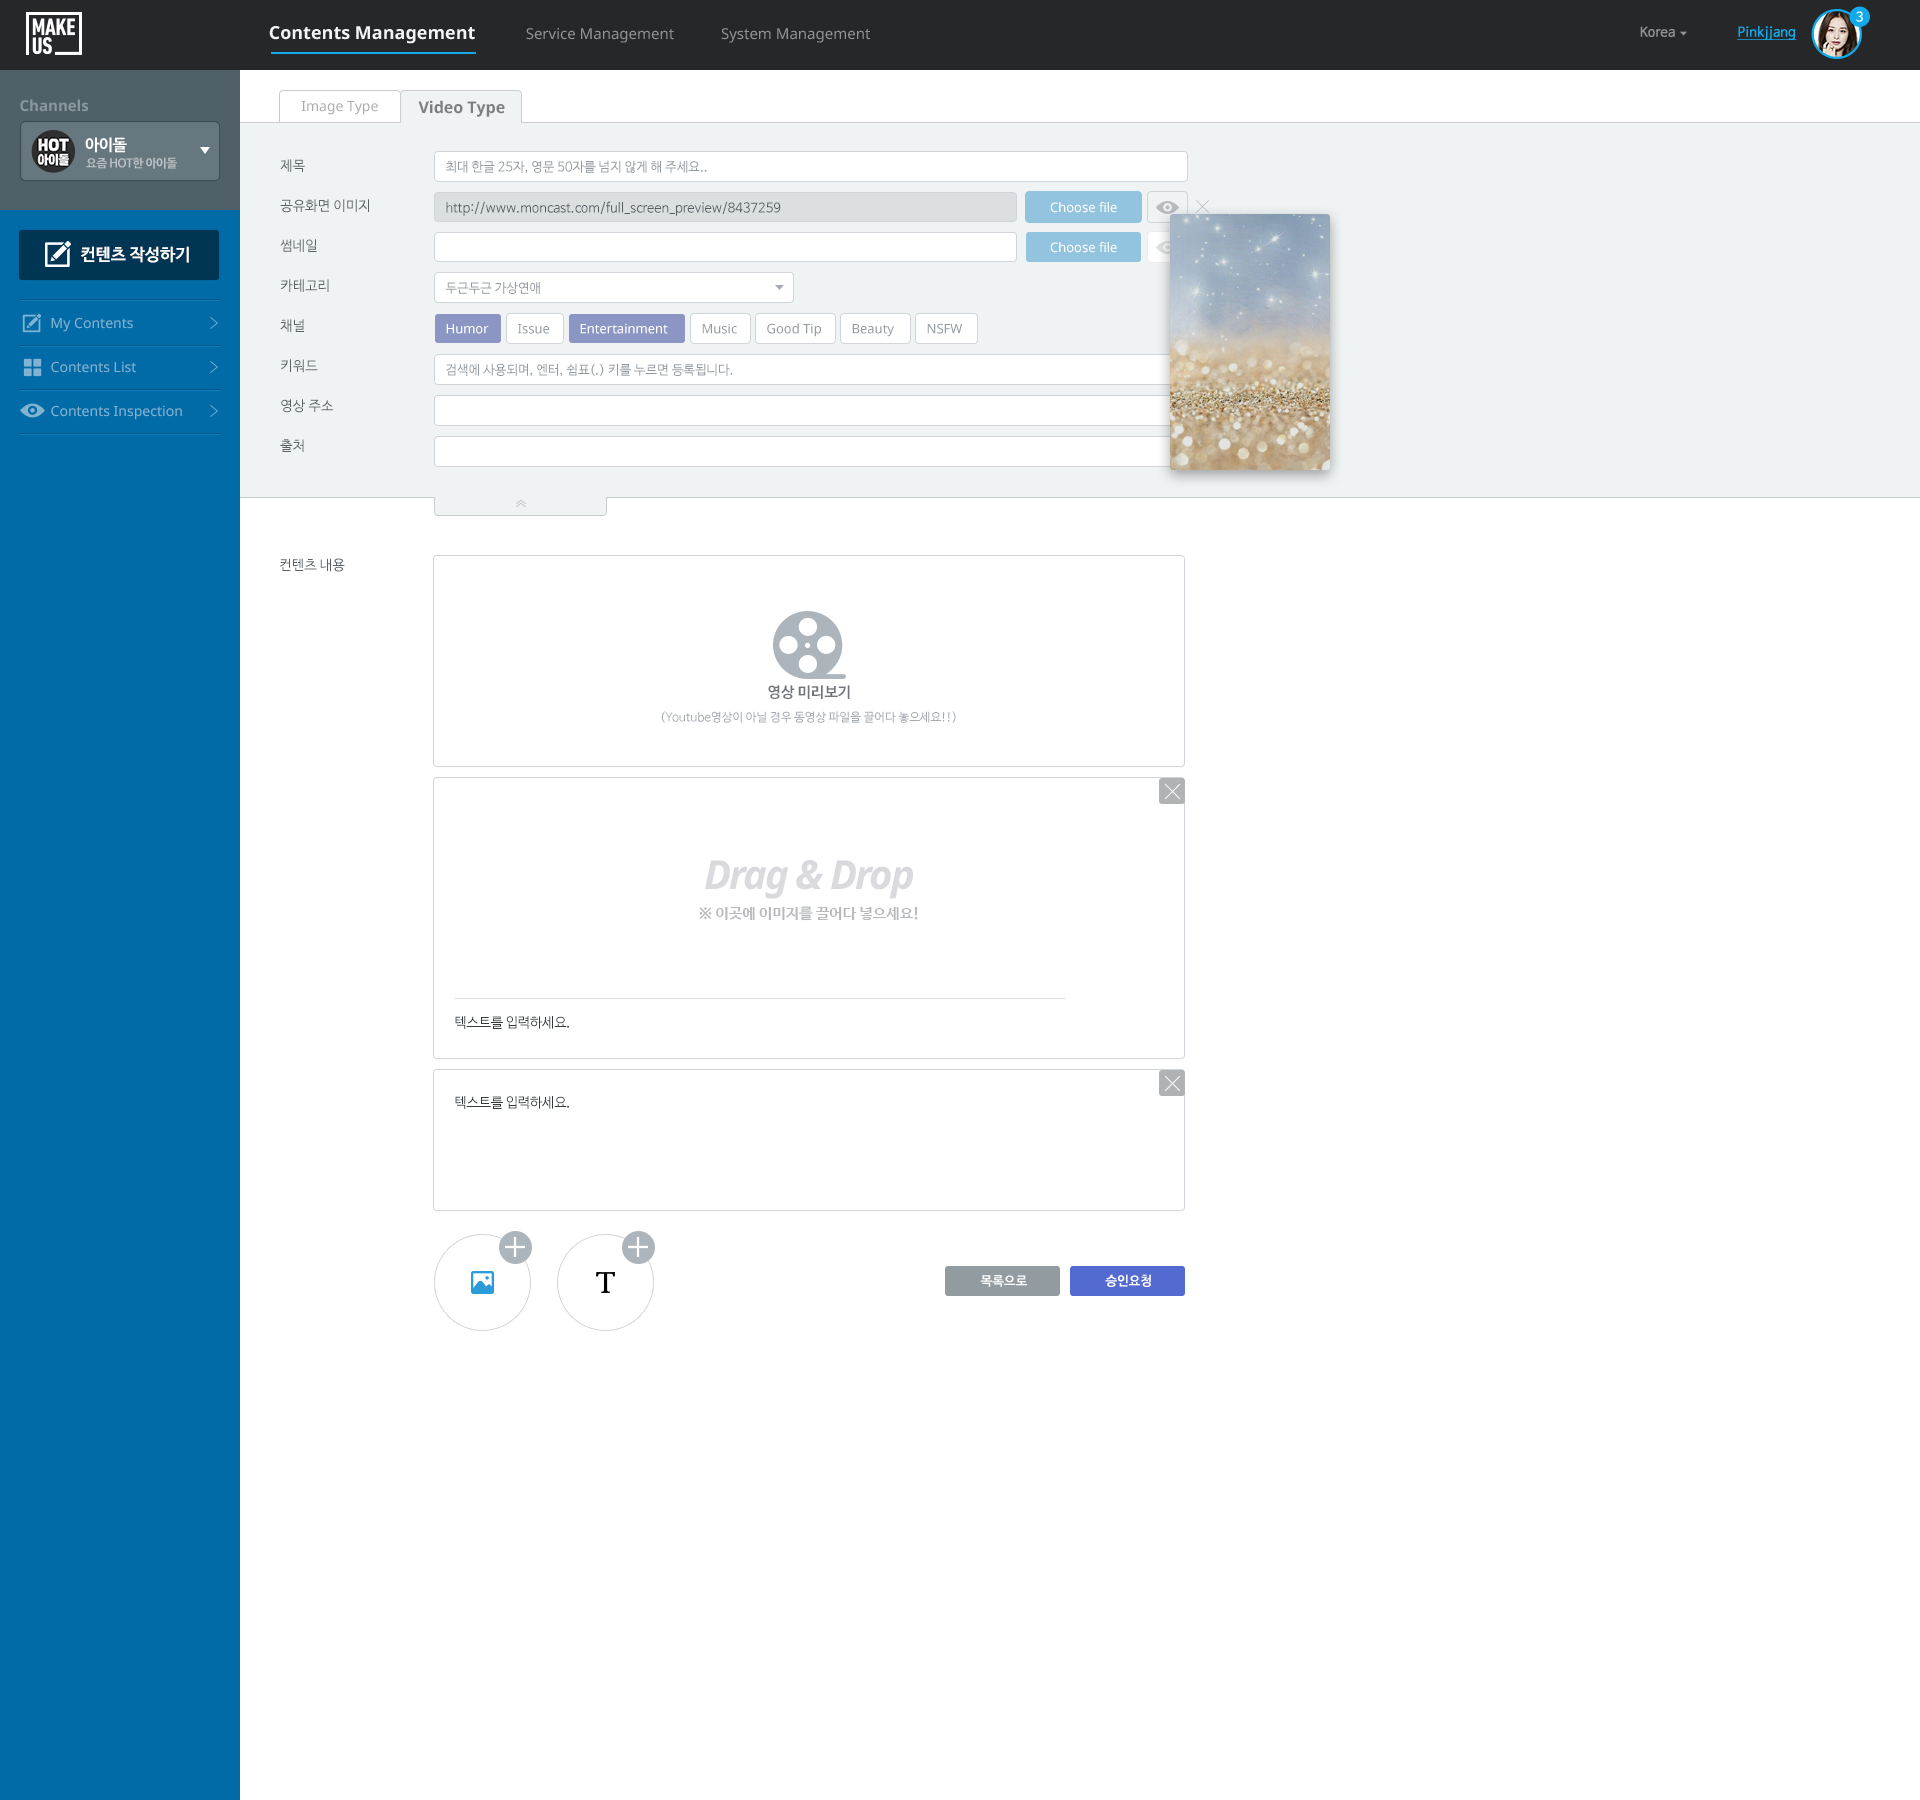 MAKE
US
Contents Management
Service Management
System Management
Korea
Pinkjjang
3
Channels
HOT
아이돌
아이돌
요즘 HOT한 아이돌
컨텐츠 작성하기
My Contents
Contents List
Contents Inspection
Image Type
Video Type
제목
최대 한글 25자, 영문 50자를 넘지 않게 해 주세요..
공유화면 이미지
http://www.moncast.com/full_screen_preview/8437259
Choose file
썸네일
Choose file
카테고리
두근두근 가상연애
채널
Humor
Issue
Entertainment
Music
Good Tip
Beauty
NSFW
키워드
검색에 사용되며, 엔터, 쉼표(.) 키를 누르면 등록됩니다.
영상 주소
출처
컨텐츠 내용
영상 미리보기
(Youtube영상이 아닐 경우 동영상 파일을 끌어다 놓으세요!!)
Drag & Drop
※ 이곳에 이미지를 끌어다 넣으세요!
텍스트를 입력하세요.
텍스트를 입력하세요.
T
목록으로
승인요청